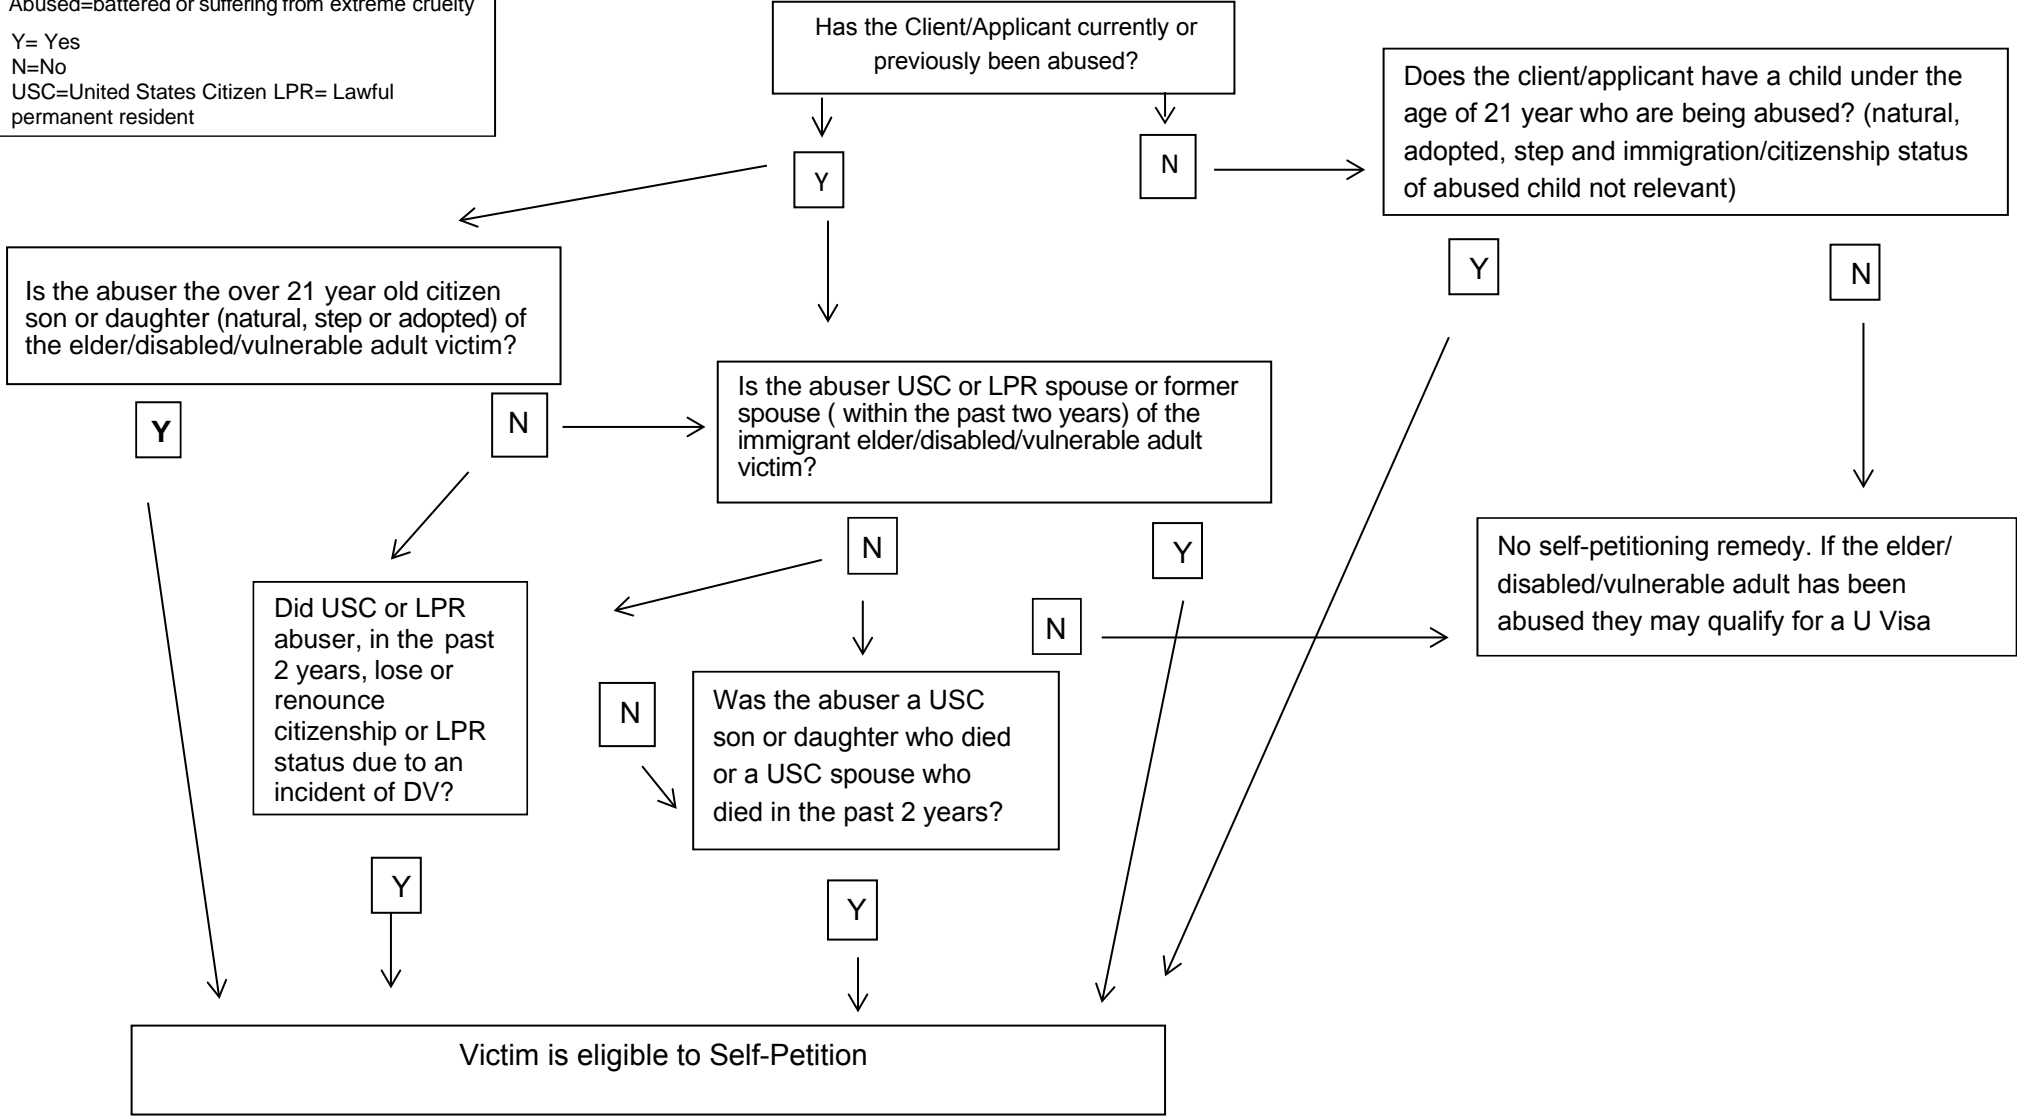 Abused=battered or suffering from extreme cruelty
Y= Yes
N=No
USC=United States Citizen LPR= Lawful
permanent resident
Has the Client/Applicant currently or
previously been abused?
Does the client/applicant have a child under the
age of 21 year who are being abused? (natural,
adopted, step and immigration/citizenship status
of abused child not relevant)
Y
N
Y
N
Is the abuser the over 21 year old citizen
son or daughter (natural, step or adopted) of
the elder/disabled/vulnerable adult victim?
Y
N
Is the abuser USC or LPR spouse or former
spouse ( within the past two years) of the
immigrant elder/disabled/vulnerable adult
victim?
N
Y
No self-petitioning remedy. If the elder/
disabled/vulnerable adult has been
abused they may qualify for a U Visa
Did USC or LPR
abuser, in the past
2 years, lose or
renounce
citizenship or LPR
status due to an
incident of DV?
N
N
Was the abuser a USC
son or daughter who died
or a USC spouse who
died in the past 2 years?
Y
Y
Victim is eligible to Self-Petition